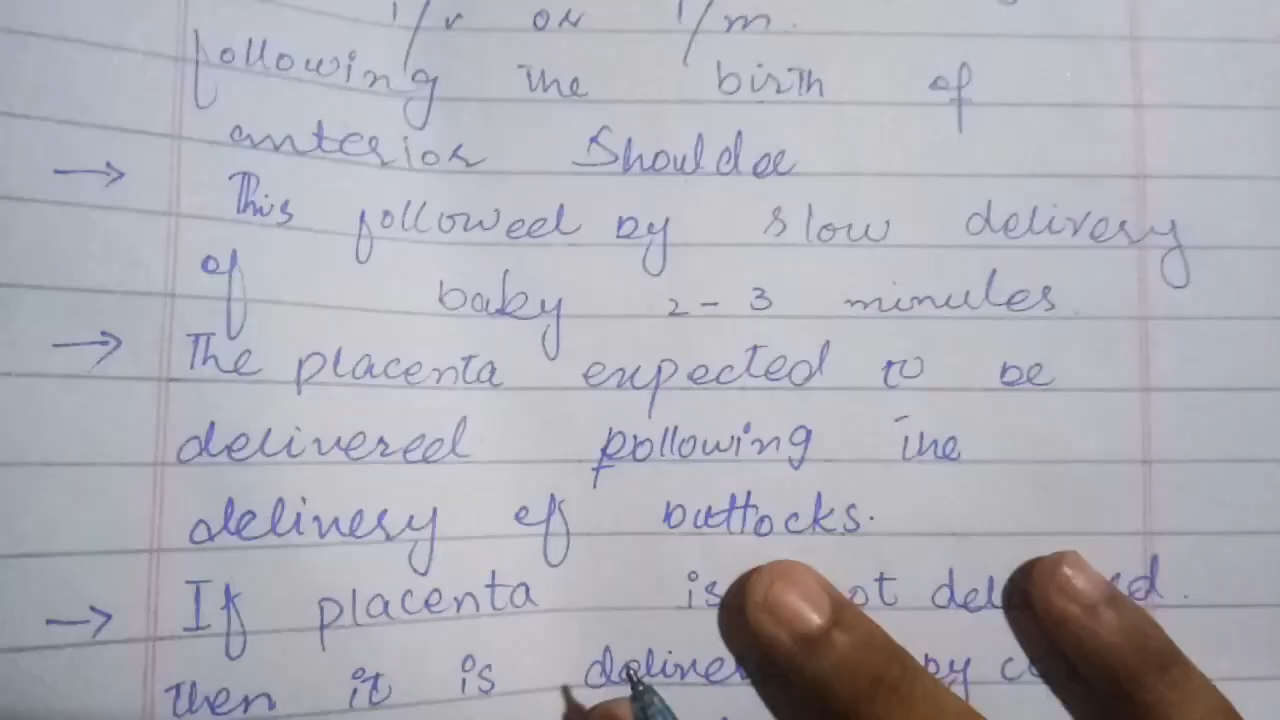 I/v or I/m.
following the birth of
anterior Shoulder
→ This followed by slow delivery
of baby 2-3 minutes
→ The placenta expected to be
delivered following the
delivery of buttocks.
→ If placenta is
then it is